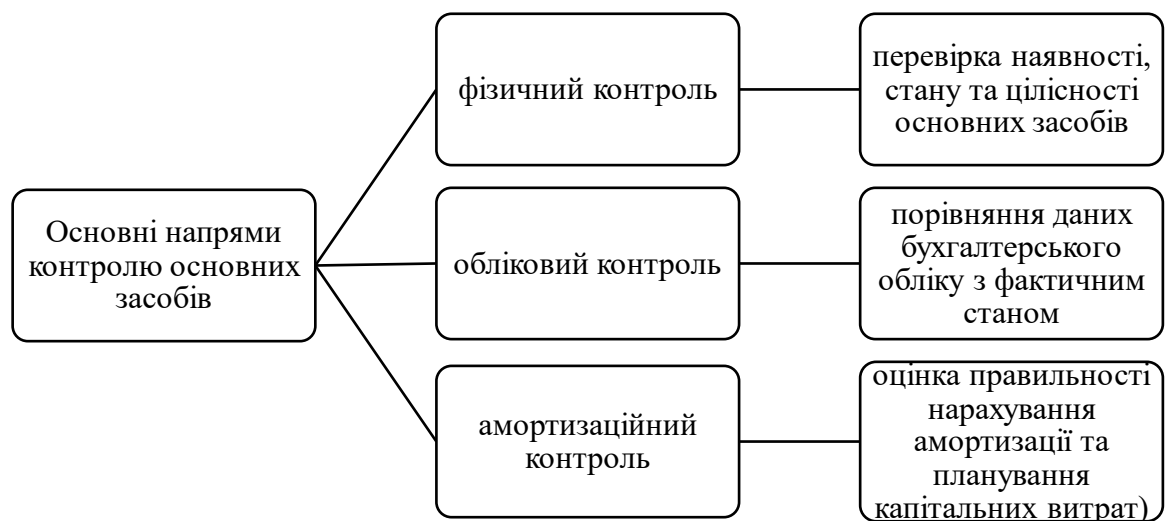 Основні напрями
контролю основних
засобів
фізичний контроль
перевірка наявності,
стану та цілісності
основних засобів
обліковий контроль
порівняння даних
бухгалтерського
обліку з фактичним
станом
амортизаційний
контроль
оцінка правильності
нарахування
амортизації та
планування
капітальних витрат)